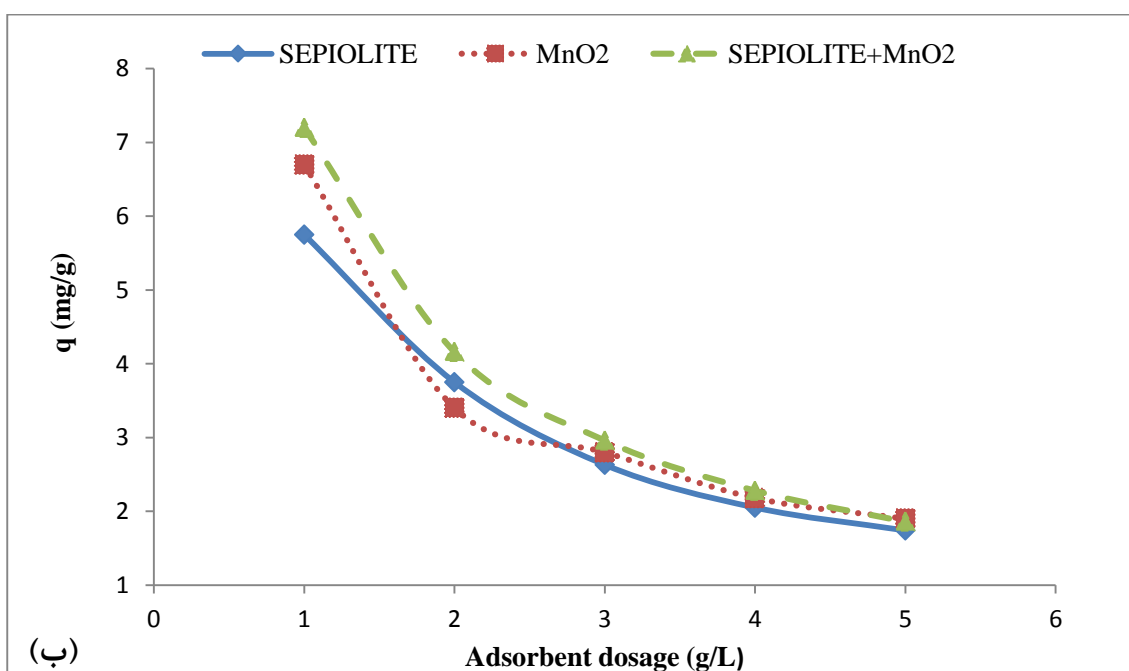 SEPIOLITE MnO2 SEPIOLITE+MnO2
8
7
6
5
4
3
2
1
q (mg/g)
0 1 2 3 4 5 6
Adsorbent dosage (g/L)
(ب)